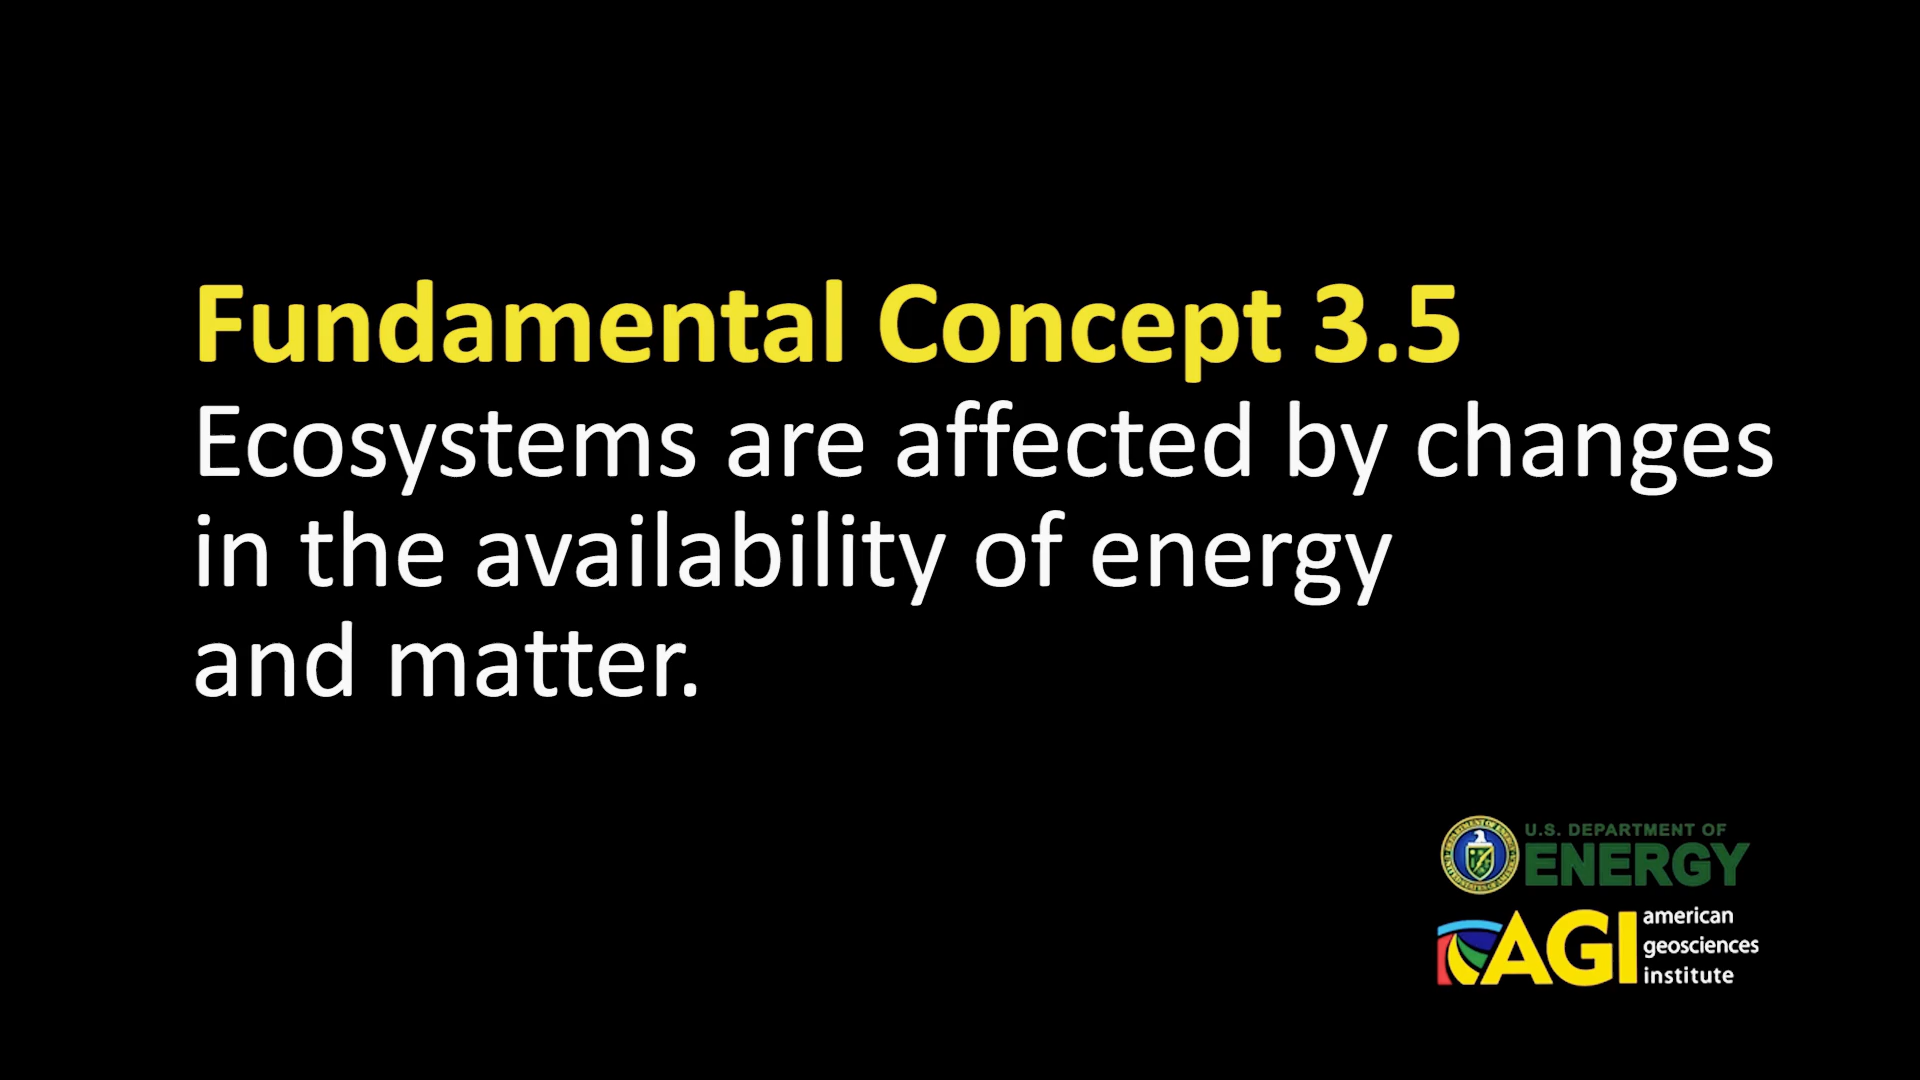 Fundamental Concept 3.5
Ecosystems are affected by changes
in the availability of energy
and matter.
U.S. DEPARTMENT OF
ENERGY
AGI
american
geosciences
institute